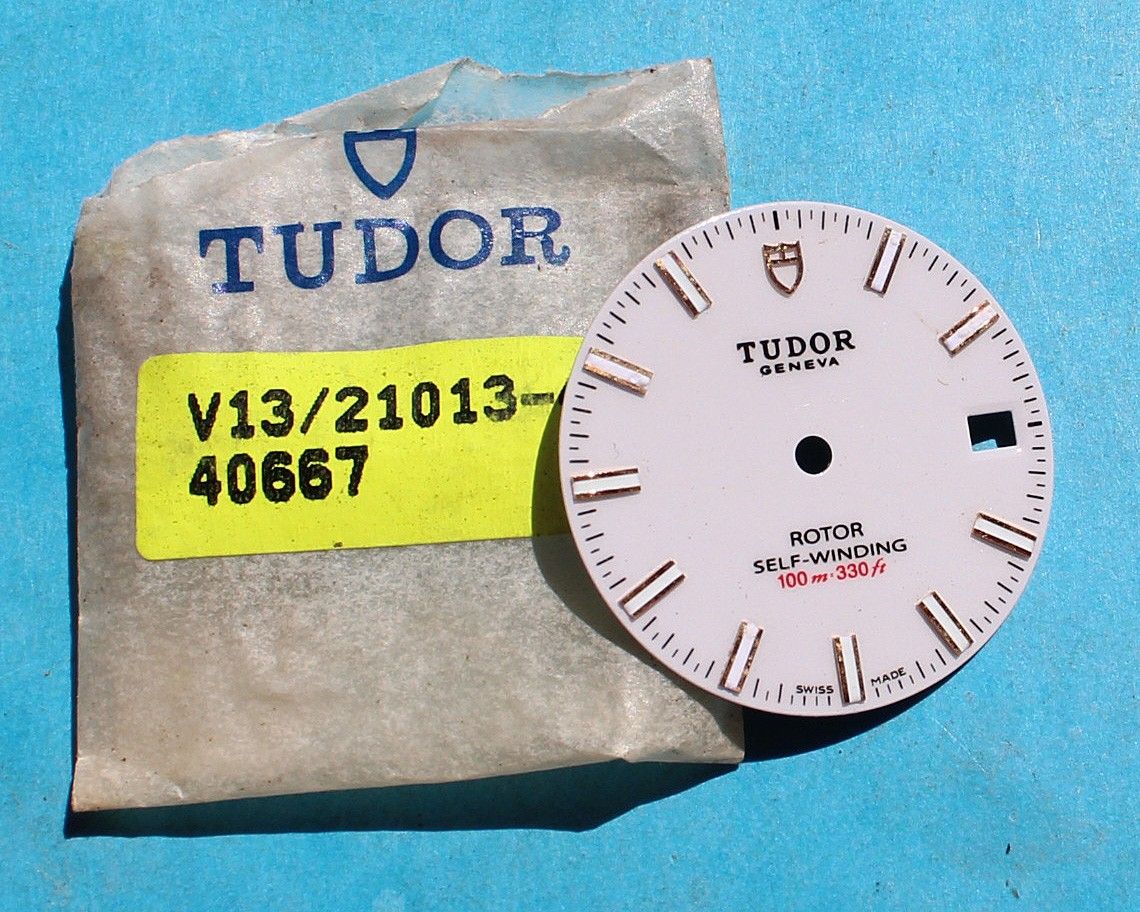 TUDOR
V13/21013-
40667
TUDOR
GENEVA
ROTOR
SELF-WINDING
100 m·330 ft
SWISS MADE